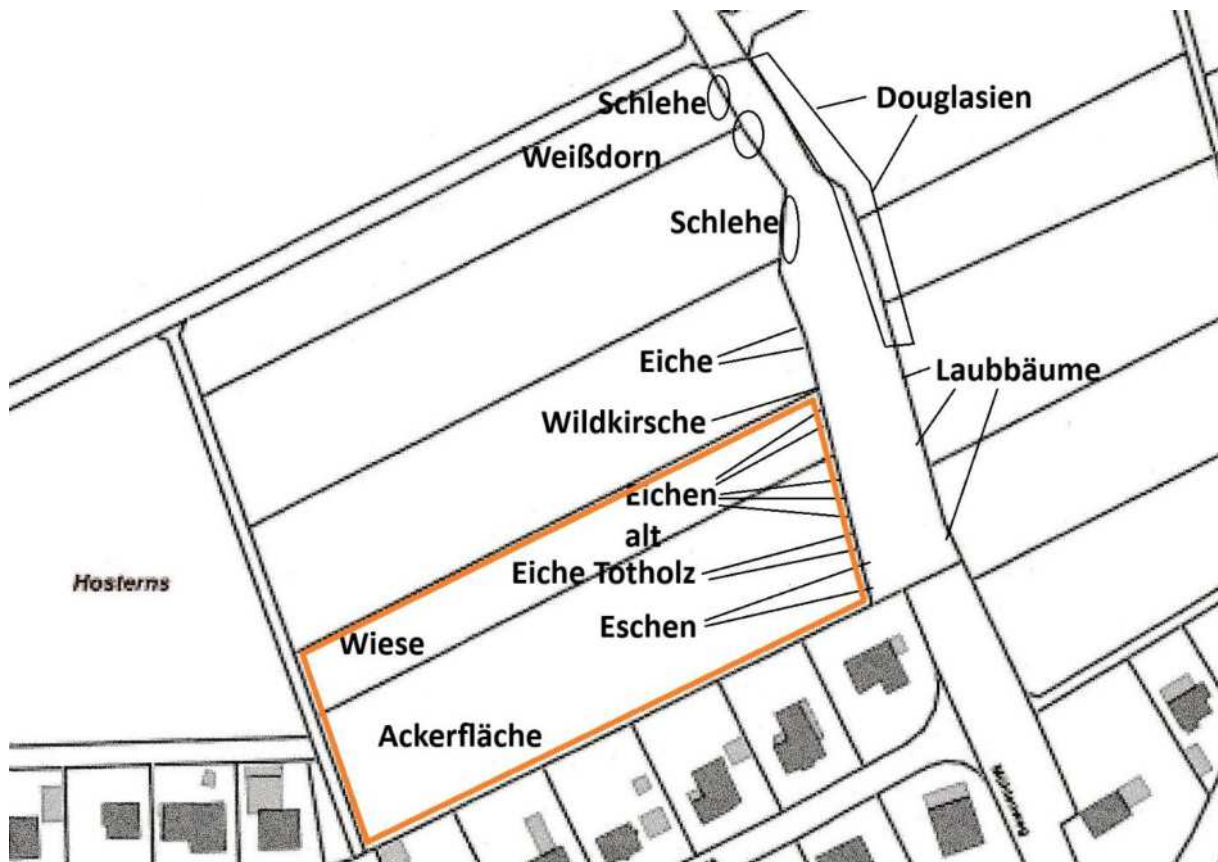 Schlehe
Douglasien
Weißdorn
Schlehe
Eiche
Laubbäume
Wildkirsche
Eichen
alt
Eiche Totholz
Hosterns
Eschen
Wiese
Ackerfläche